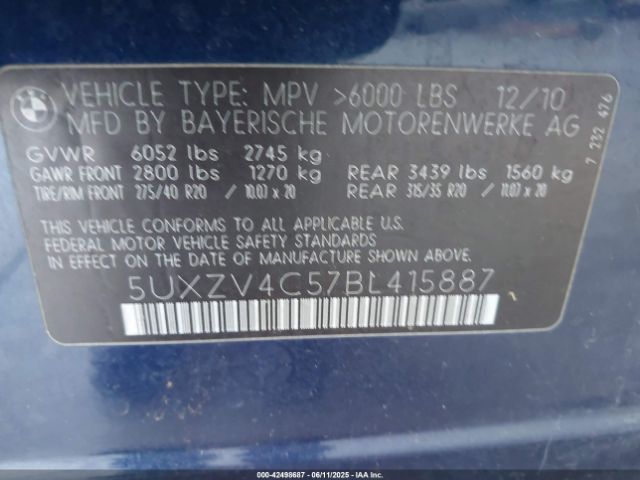 BMW
VEHICLE TYPE: MPV >6000 LBS 12/10
MFD BY BAYERISCHE MOTORENWERKE AG
GVWR 6052 lbs 2745 kg
GAWR FRONT 2800 lbs 1270 kg REAR 3439 lbs 1560 kg
TIRE/RIM FRONT 275/40 R20 / 10.0J x 20 REAR 315/35 R20 / 11.0J x 20
THIS VEHICLE CONFORMS TO ALL APPLICABLE U.S.
FEDERAL MOTOR VEHICLE SAFETY STANDARDS
IN EFFECT ON THE DATE OF MANUFACTURE SHOWN ABOVE.
5UXZV4C57BL415887
7 232 476
000-42498687 - 06/11/2025 - IAAI.COM